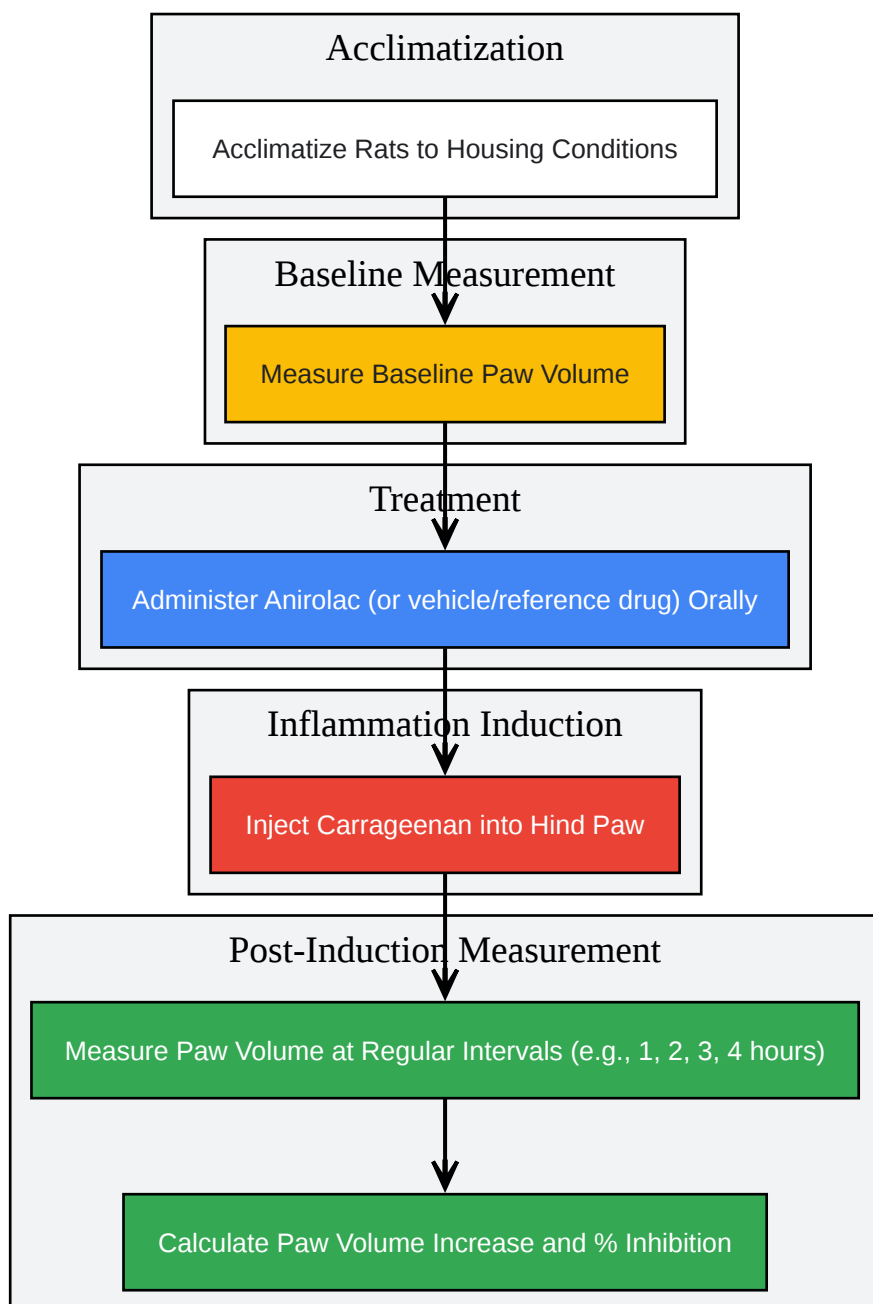 Acclimatization
Acclimatize Rats to Housing Conditions
Baseline Measurement
Measure Baseline Paw Volume
Treatment
Administer Anirolac (or vehicle/reference drug) Orally
Inflammation Induction
Inject Carrageenan into Hind Paw
Post-Induction Measurement
Measure Paw Volume at Regular Intervals (e.g., 1, 2, 3, 4 hours)
Calculate Paw Volume Increase and % Inhibition